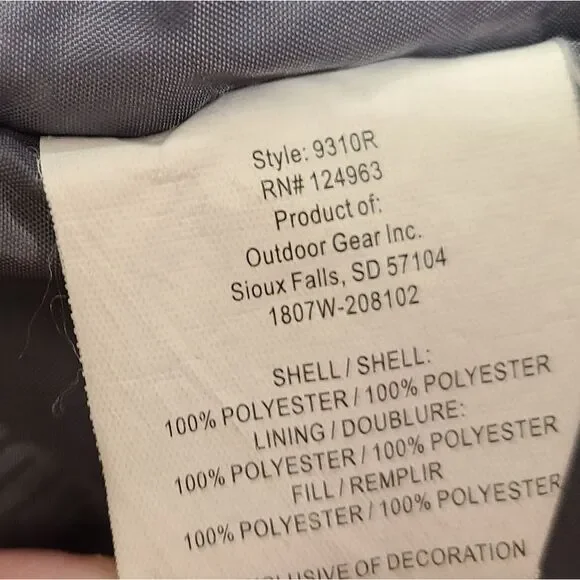 Style: 9310R
RN# 124963
Product of:
Outdoor Gear Inc.
Sioux Falls, SD 57104
1807W-208102
SHELL / SHELL:
100% POLYESTER / 100% POLYESTER
LINING / DOUBLURE:
100% POLYESTER / 100% POLYESTER
FILL / REMPLIR
100% POLYESTER / 100% POLYESTER
OF DECORATION